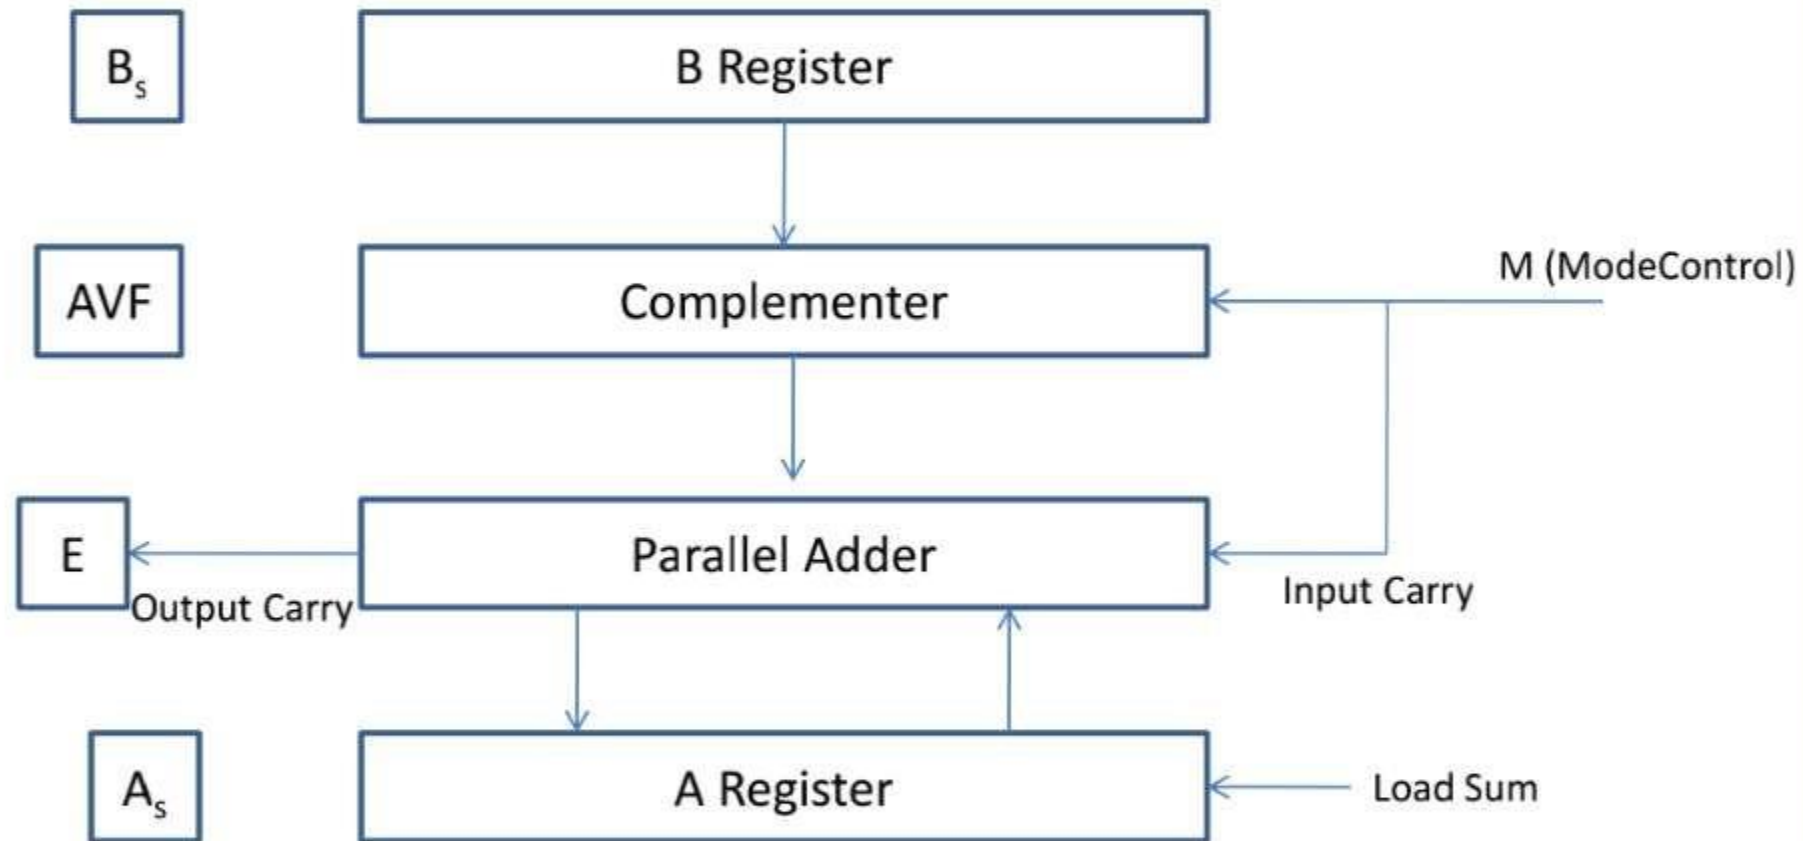 Bs
B Register
M (ModeControl)
AVF
Complementer
E
Parallel Adder
Output Carry
Input Carry
As
A Register
Load Sum